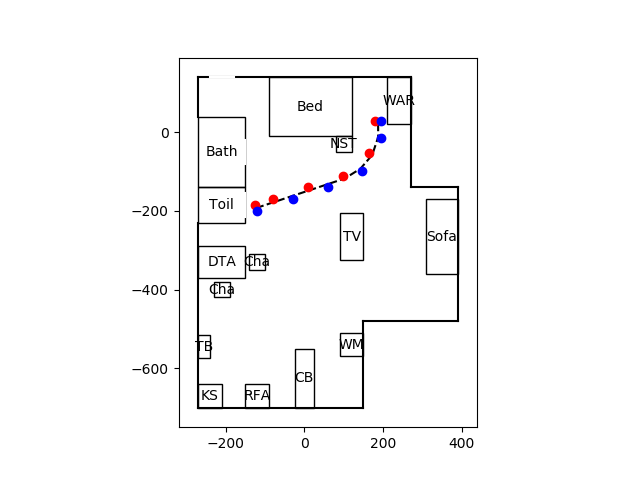 Bed
WAR
NST
Bath
Toil
TV
Sofa
DTA
Cha
Cha
TB
WM
CB
KS
RFA
0
−200
−400
−600
−200
0
200
400